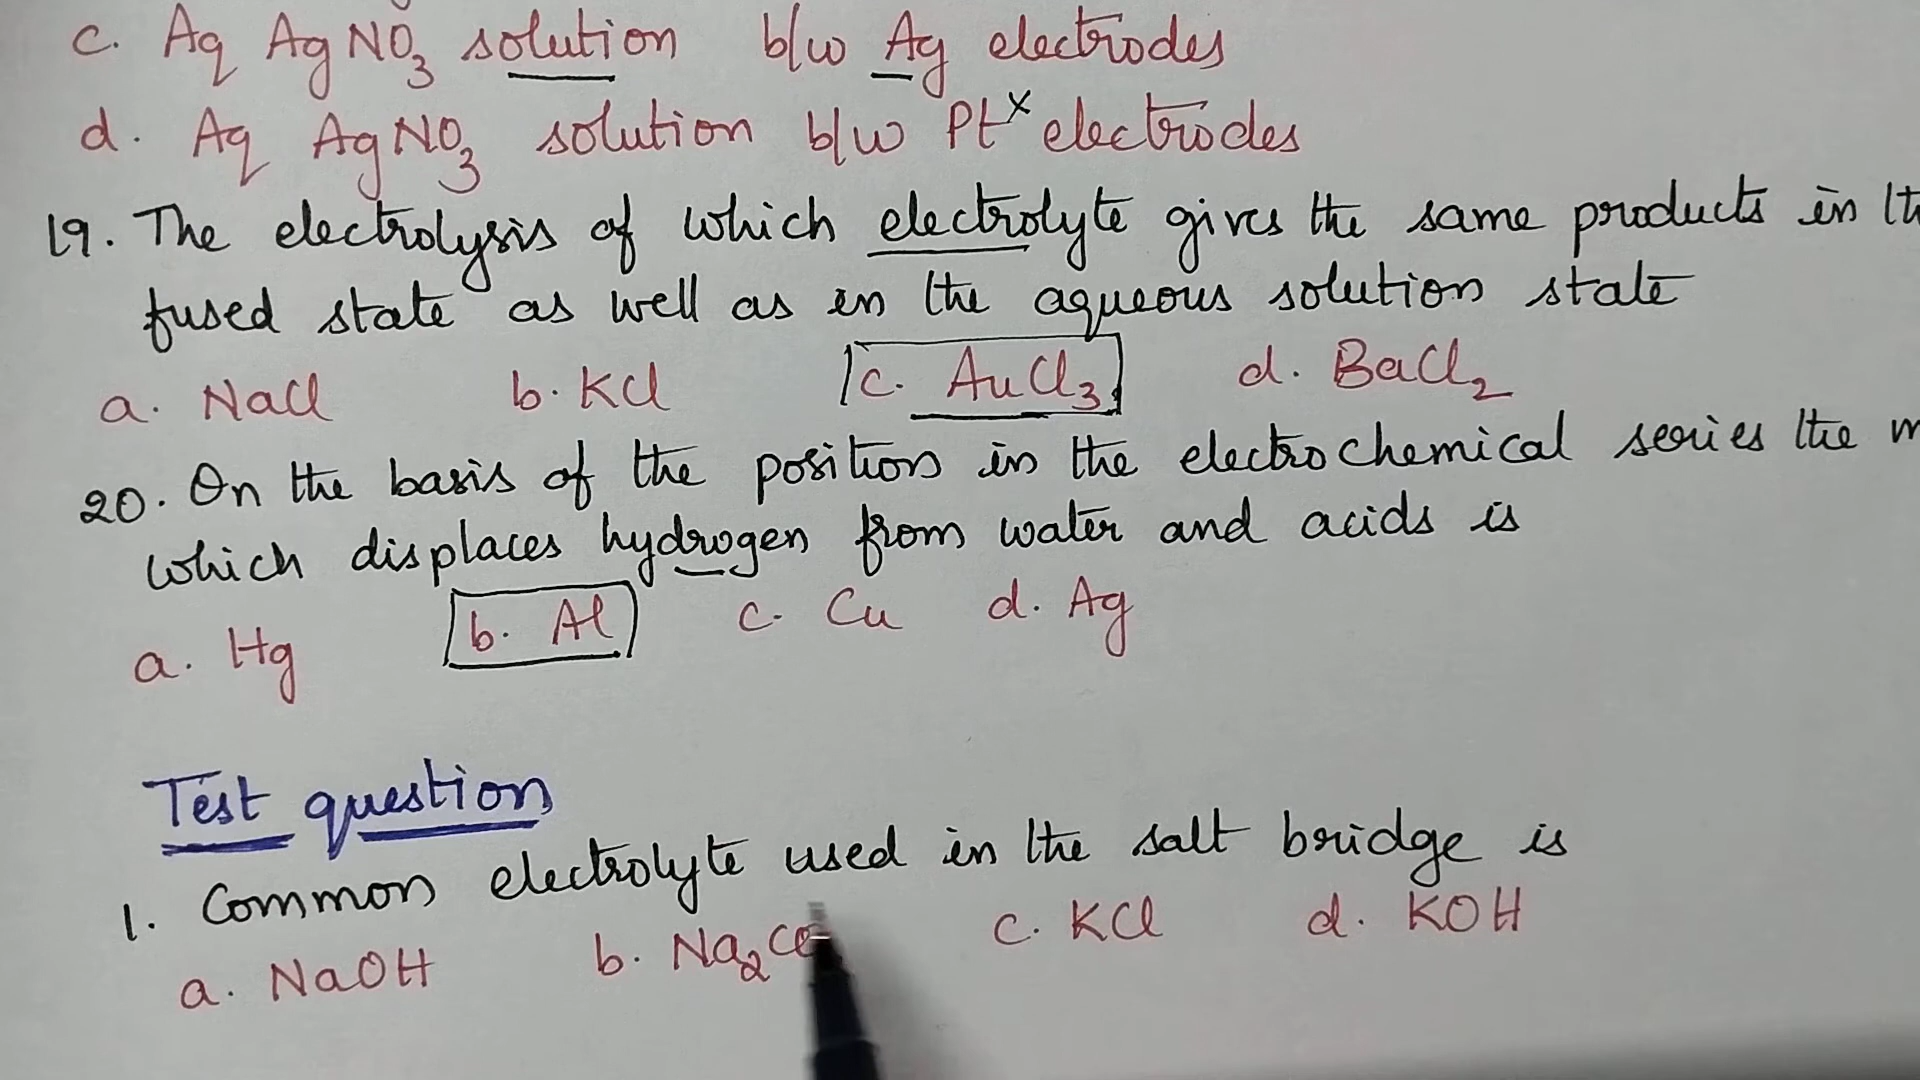 c. Aq AgNO₃ solution b/w Ag electrodes
d. Aq AgNO₃ solution b/w Pt x electrodes
19. The electrolysis of which electrolyte gives the same products in
fused state as well as in the aqueous solution state
a. NaCl b. KCl c. AuCl₃ d. BaCl₂
20. On the basis of the position in the electrochemical series the
which displaces hydrogen from water and acids is
a. Hg b. Al c. Cu d. Ag
Test question
1. Common electrolyte used in the salt bridge is
a. NaOH b. c. KCl d. KOH